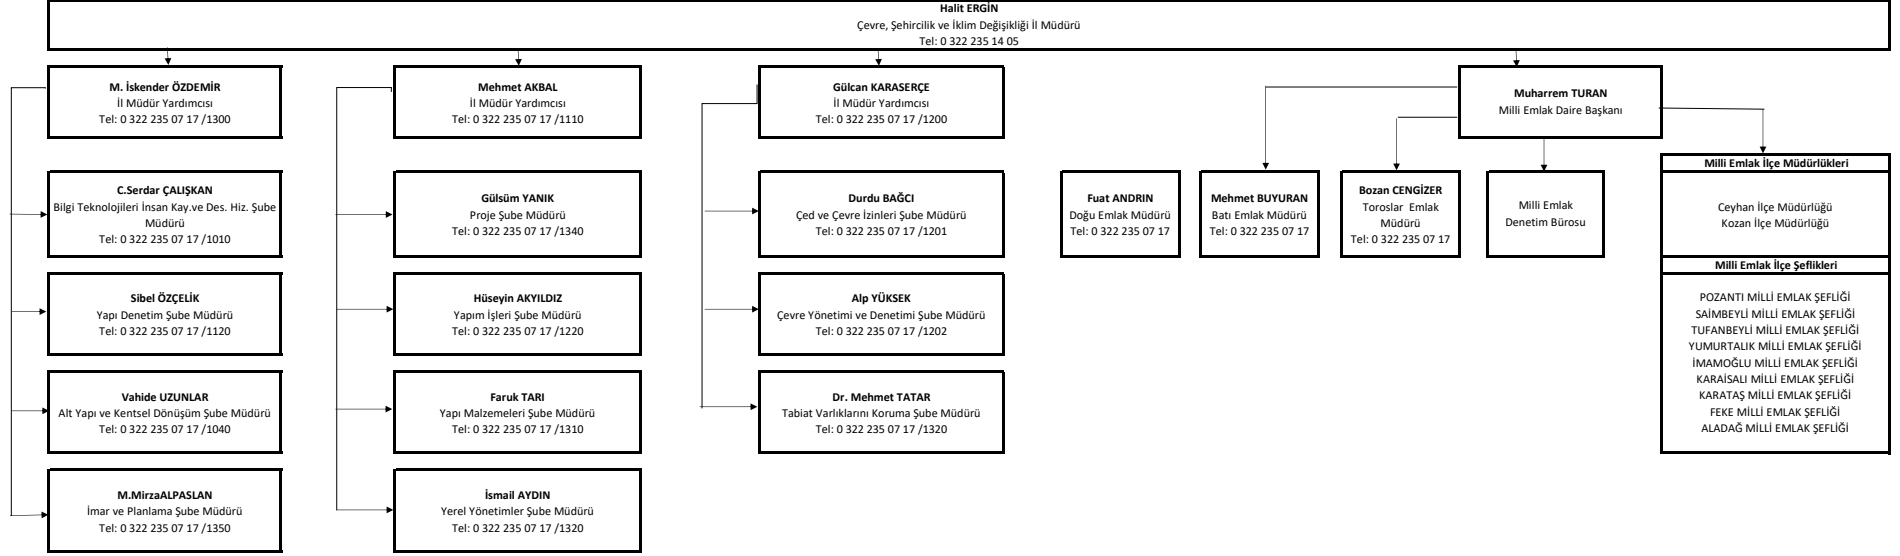 Halit ERGİN
Çevre, Şehircilik ve İklim Değişikliği İl Müdürü
Tel: 0 322 235 14 05
M. İskender ÖZDEMİR
İl Müdür Yardımcısı
Tel: 0 322 235 07 17 /1300
Mehmet AKBAL
İl Müdür Yardımcısı
Tel: 0 322 235 07 17 /1110
Gülcan KARASERÇE
İl Müdür Yardımcısı
Tel: 0 322 235 07 17 /1200
Muharrem TURAN
Milli Emlak Daire Başkanı
C.Serdar ÇALIŞKAN
Bilgi Teknolojileri İnsan Kay.ve Des. Hiz. Şube
Müdürü
Tel: 0 322 235 07 17 /1010
Gülsüm YANIK
Proje Şube Müdürü
Tel: 0 322 235 07 17 /1340
Durdu BAĞCI
Çed ve Çevre İzinleri Şube Müdürü
Tel: 0 322 235 07 17 /1201
Fuat ANDRIN
Doğu Emlak Müdürü
Tel: 0 322 235 07 17
Mehmet BUYURAN
Batı Emlak Müdürü
Tel: 0 322 235 07 17
Bozan CENGİZER
Toroslar  Emlak
Müdürü
Tel: 0 322 235 07 17
Milli Emlak
Denetim Bürosu
Milli Emlak İlçe Müdürlükleri
Ceyhan İlçe Müdürlüğü
Kozan İlçe Müdürlüğü
Milli Emlak İlçe Şeflikleri
POZANTI MİLLİ EMLAK ŞEFLİĞİ
SAİMBEYLİ MİLLİ EMLAK ŞEFLİĞİ
TUFANBEYLİ MİLLİ EMLAK ŞEFLİĞİ
YUMURTALIK MİLLİ EMLAK ŞEFLİĞİ
İMAMOĞLU MİLLİ EMLAK ŞEFLİĞİ
KARAİSALI MİLLİ EMLAK ŞEFLİĞİ
KARATAŞ MİLLİ EMLAK ŞEFLİĞİ
FEKE MİLLİ EMLAK ŞEFLİĞİ
ALADAĞ MİLLİ EMLAK ŞEFLİĞİ
Sibel ÖZÇELİK
Yapı Denetim Şube Müdürü
Tel: 0 322 235 07 17 /1120
Hüseyin AKYILDIZ
Yapım İşleri Şube Müdürü
Tel: 0 322 235 07 17 /1220
Alp YÜKSEK
Çevre Yönetimi ve Denetimi Şube Müdürü
Tel: 0 322 235 07 17 /1202
Vahide UZUNLAR
Alt Yapı ve Kentsel Dönüşüm Şube Müdürü
Tel: 0 322 235 07 17 /1040
Faruk TARI
Yapı Malzemeleri Şube Müdürü
Tel: 0 322 235 07 17 /1310
Dr. Mehmet TATAR
Tabiat Varlıklarını Koruma Şube Müdürü
Tel: 0 322 235 07 17 /1320
M.MirzaALPASLAN
İmar ve Planlama Şube Müdürü
Tel: 0 322 235 07 17 /1350
İsmail AYDIN
Yerel Yönetimler Şube Müdürü
Tel: 0 322 235 07 17 /1320